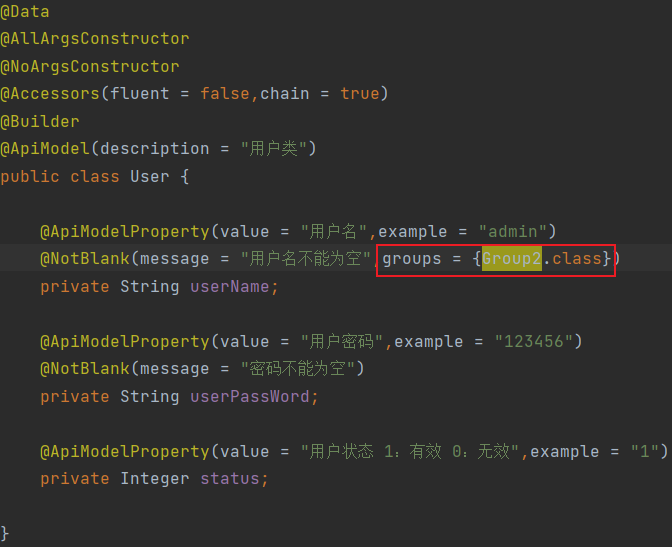 @Data
@AllArgsConstructor
@NoArgsConstructor
@Accessors(fluent = false,chain = true)
@Builder
@ApiModel(description = "用户类")
public class User {
@ApiModelProperty(value = "用户名",example = "admin")
@NotBlank(message = "用户名不能为空",groups = {Group2.class})
private String userName;
@ApiModelProperty(value = "用户密码",example = "123456")
@NotBlank(message = "密码不能为空")
private String userPassWord;
@ApiModelProperty(value = "用户状态 1：有效 0：无效",example = "1")
private Integer status;
}